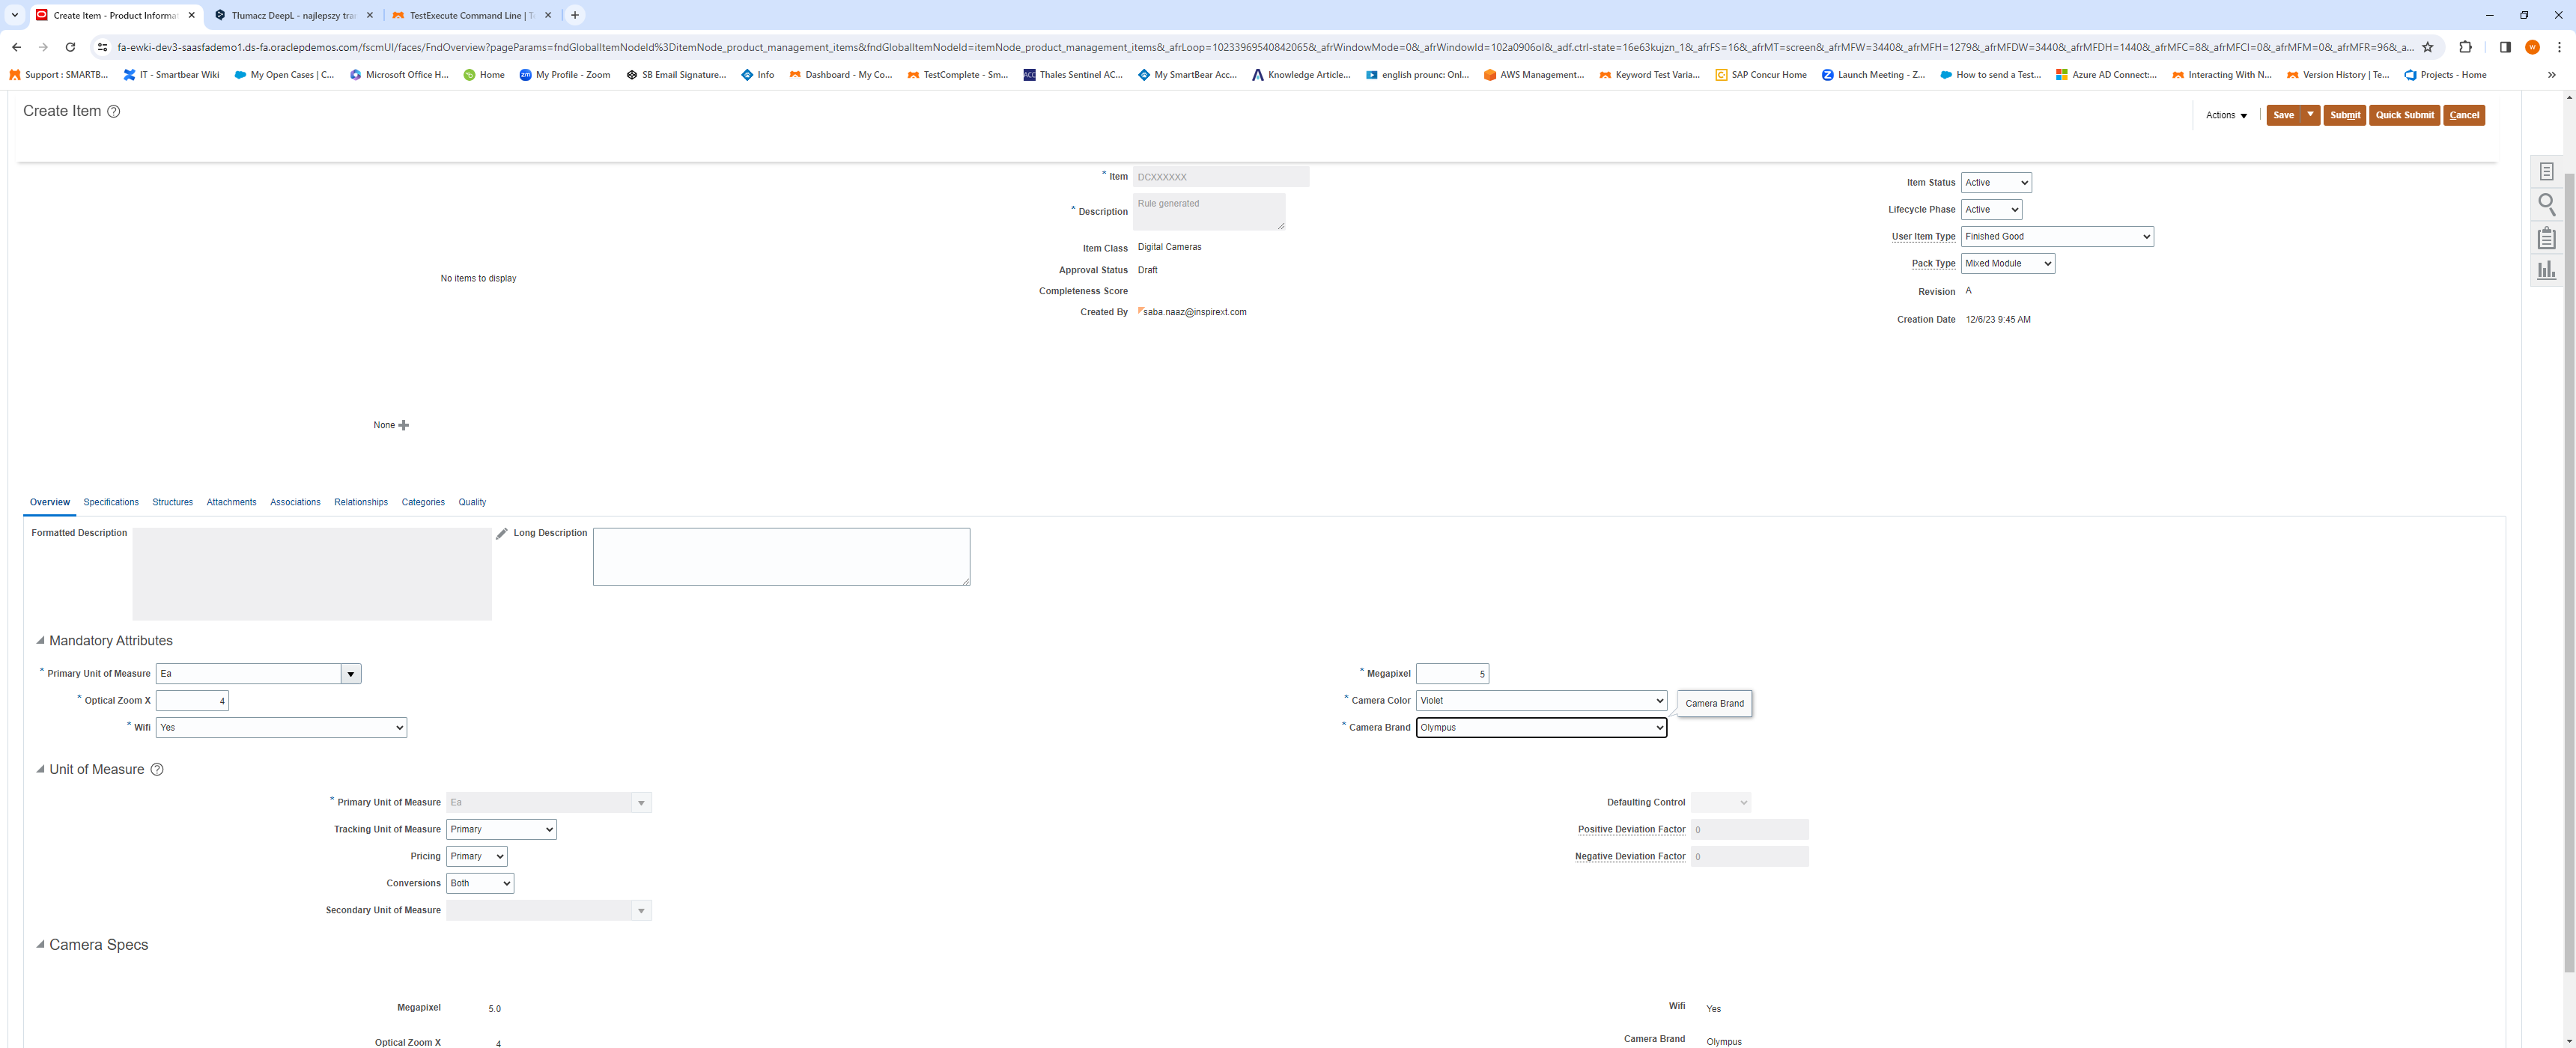 Create Item - Product Informat
Tłumacz DeepL - najlepszy tra
TestExecute Command Line | T
fa-ewki-dev3-saasfademo1.ds-fa.oraclepdemos.com/fscmUI/faces/FndOverview?pageParams=fndGlobalItemNodeId%3DitemNode_product_management_items&fndGlobalItemNodeId=itemNode_product_management_items&_afrLoop=10233969540842065&_afrWindowMode=0&_afrWindowId=102a0906ol&_adf.ctrl-state=16e63kujzn_1&_afrFS=16&_afrMT=screen&_afrMFW=3440&_afrMFH=1279&_afrMFDW=3440&_afrMFDH=1440&_afrMFC=8&_afrMFCI=0&_afrMFM=0&_afrMFR=96&_a...
Support : SMARTB... IT - Smartbear Wiki My Open Cases | C... Microsoft Office H... Home My Profile - Zoom SB Email Signature... Info Dashboard - My Co... TestComplete - Sm... Thales Sentinel AC... My SmartBear Acc... Knowledge Article... english prounc: Onl... AWS Management... Keyword Test Varia... SAP Concur Home Launch Meeting - Z... How to send a Test... Azure AD Connect:... Interacting With N... Version History | Te... Projects - Home
Create Item
Actions Save Submit Quick Submit Cancel
* Item DCXXXXXX
Item Status Active
* Description Rule generated
Lifecycle Phase Active
User Item Type Finished Good
Item Class Digital Cameras
Pack Type Mixed Module
Approval Status Draft
No items to display
Completeness Score
Revision A
Created By saba.naaz@inspirext.com
Creation Date 12/6/23 9:45 AM
None
Overview Specifications Structures Attachments Associations Relationships Categories Quality
Formatted Description Long Description
Mandatory Attributes
* Primary Unit of Measure Ea
* Megapixel 5
* Optical Zoom X 4
* Camera Color Violet
Camera Brand
* Wifi Yes
* Camera Brand Olympus
Unit of Measure
* Primary Unit of Measure Ea
Defaulting Control
Tracking Unit of Measure Primary
Positive Deviation Factor 0
Pricing Primary
Negative Deviation Factor 0
Conversions Both
Secondary Unit of Measure
Camera Specs
Megapixel 5.0
Wifi Yes
Optical Zoom X 4
Camera Brand Olympus